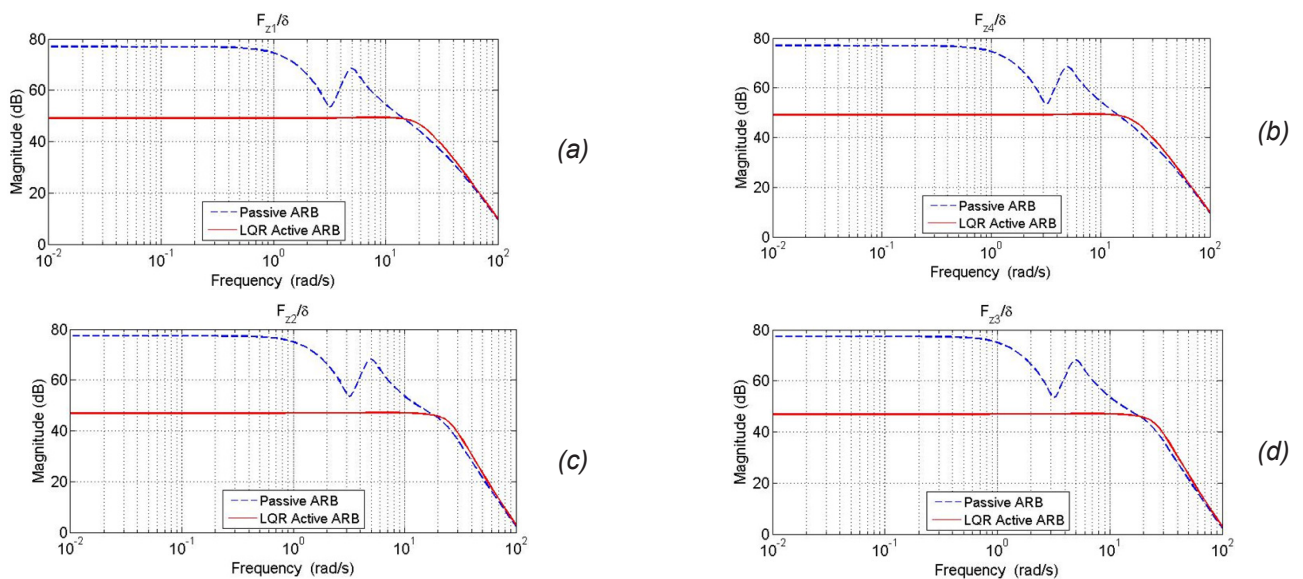 F_z1/δ
80
60
40
20
0
Magnitude (dB)
Passive ARB
LQR Active ARB
10^-2
10^-1
10^0
10^1
10^2
Frequency (rad/s)
(a)
F_z4/δ
80
60
40
20
0
Magnitude (dB)
Passive ARB
LQR Active ARB
10^-2
10^-1
10^0
10^1
10^2
Frequency (rad/s)
(b)
F_z2/δ
80
60
40
20
0
Magnitude (dB)
Passive ARB
LQR Active ARB
10^-2
10^-1
10^0
10^1
10^2
Frequency (rad/s)
(c)
F_z3/δ
80
60
40
20
0
Magnitude (dB)
Passive ARB
LQR Active ARB
10^-2
10^-1
10^0
10^1
10^2
Frequency (rad/s)
(d)